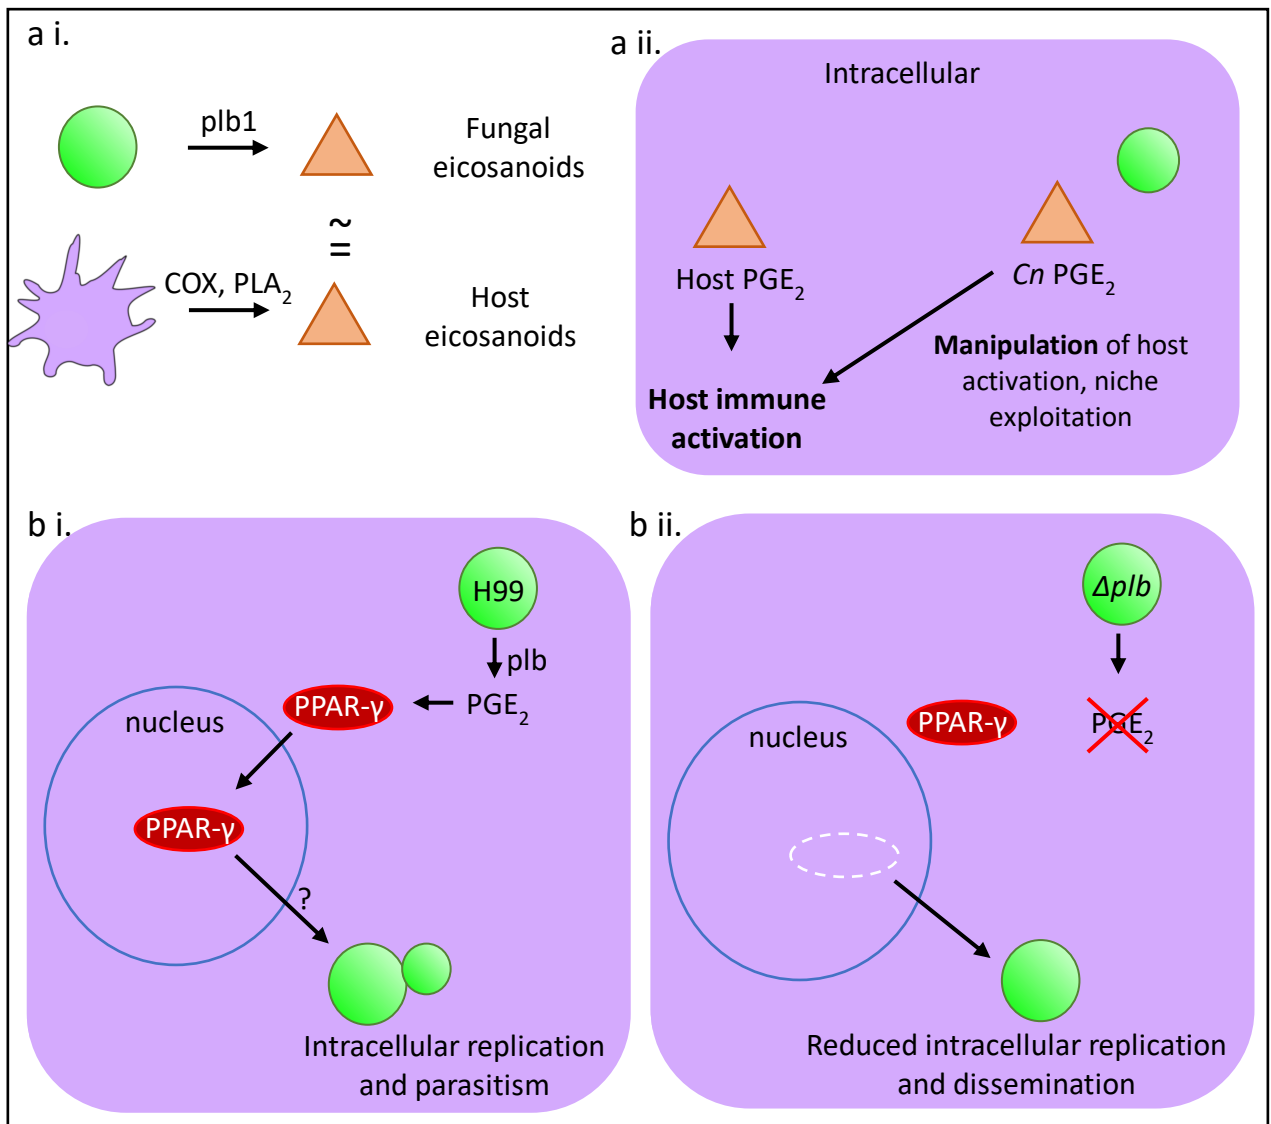 a i.
plb1
Fungal
eicosanoids
~
=
COX, PLA₂
Host
eicosanoids
a ii.
Intracellular
Host PGE₂
Cn PGE₂
Manipulation of host
activation, niche
exploitation
Host immune
activation
b i.
H99
plb
PGE₂
PPAR-γ
nucleus
PPAR-γ
?
Intracellular replication
and parasitism
b ii.
Δplb
PGE₂
PPAR-γ
nucleus
Reduced intracellular replication
and dissemination